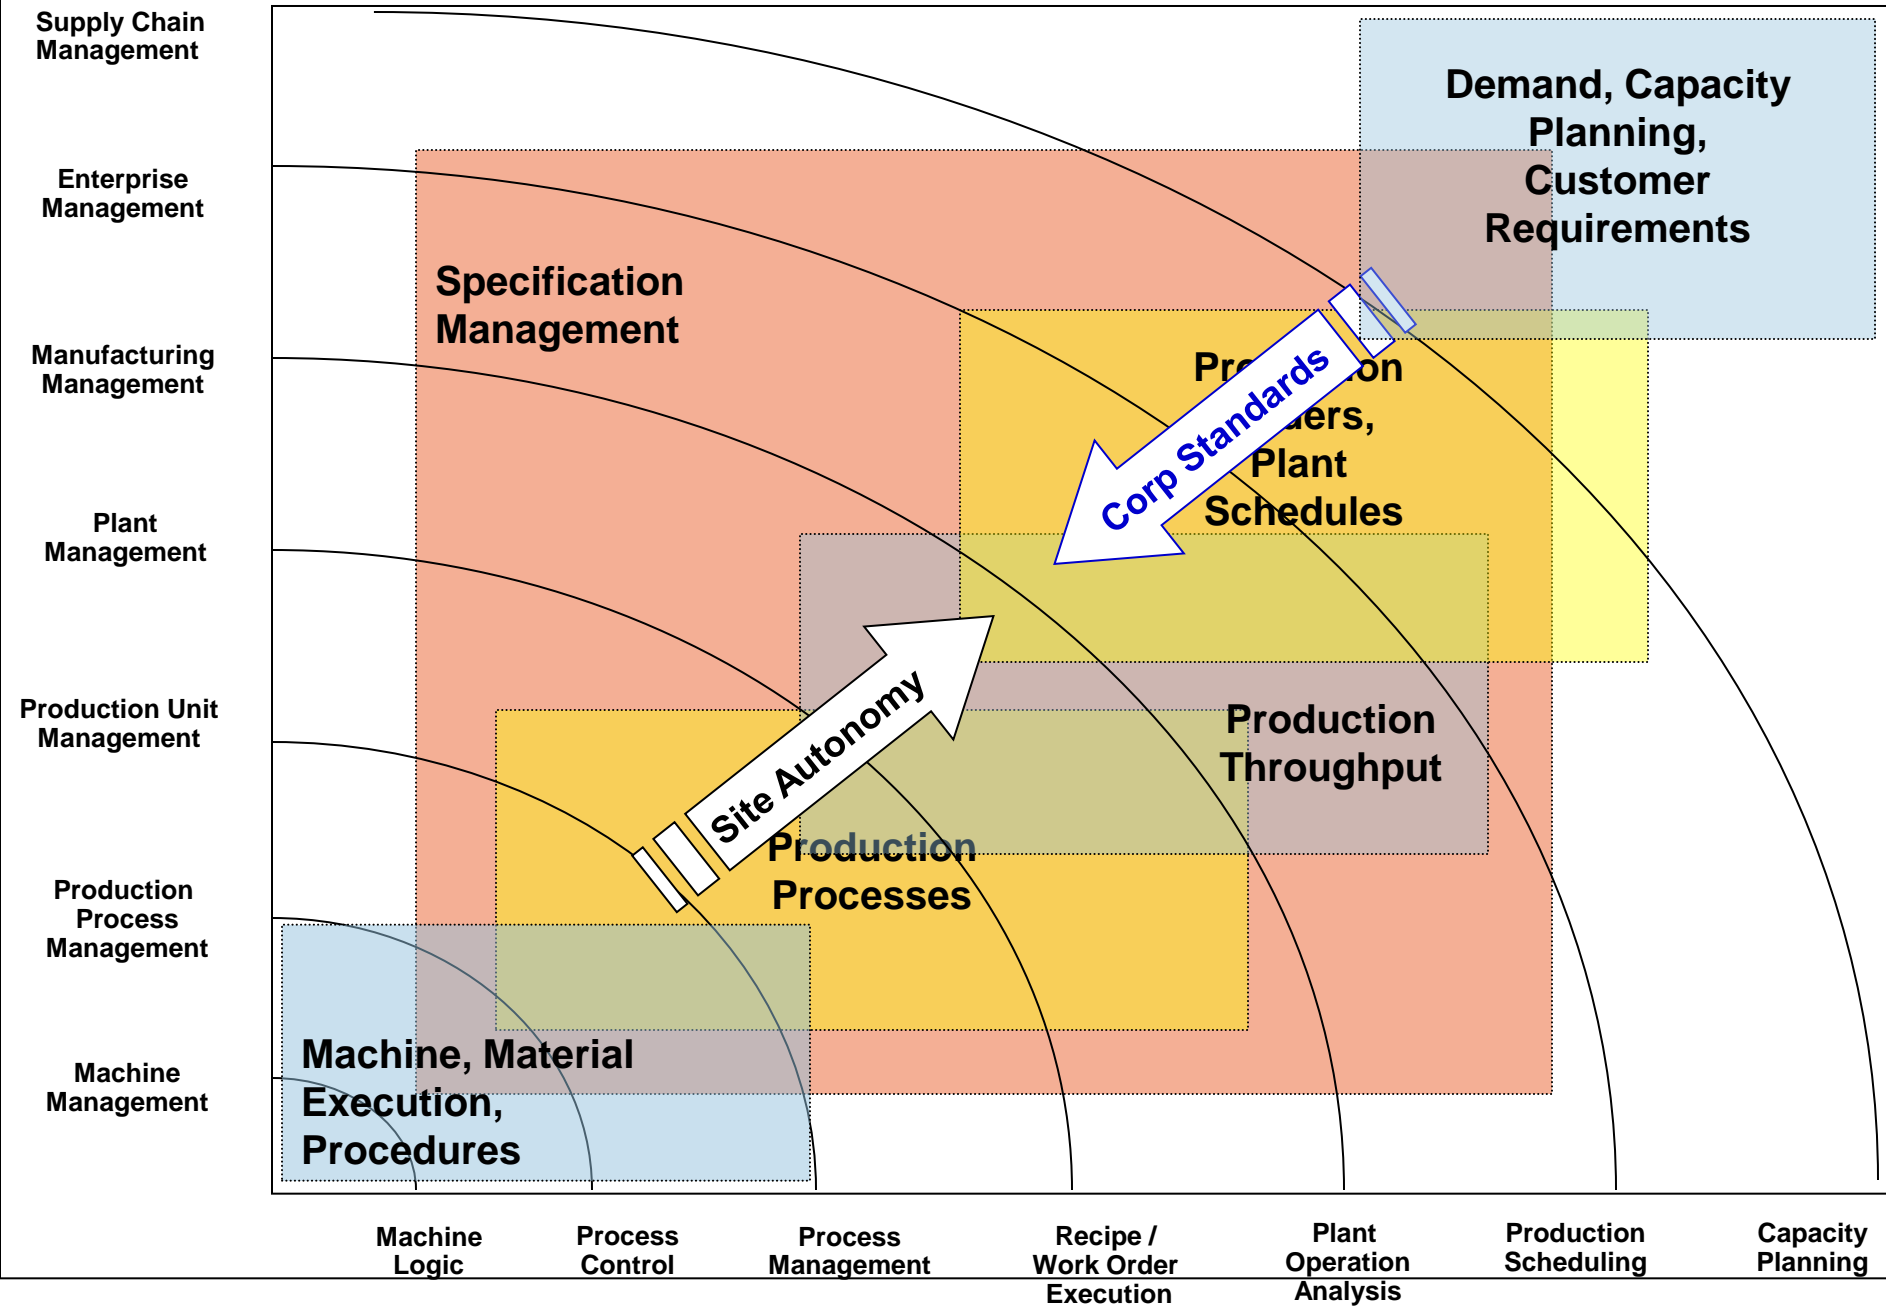 Supply Chain
Management
Demand, Capacity
Planning,
Customer
Requirements
Enterprise
Management
Specification
Management
Manufacturing
Management
Corp Standards
Plant
Schedules
Plant
Management
Site Autonomy
Production Unit
Management
Production
Throughput
Production
Processes
Production
Process
Management
Machine, Material
Execution,
Procedures
Machine
Management
Machine
Logic
Process
Control
Process
Management
Recipe /
Work Order
Execution
Plant
Operation
Analysis
Production
Scheduling
Capacity
Planning